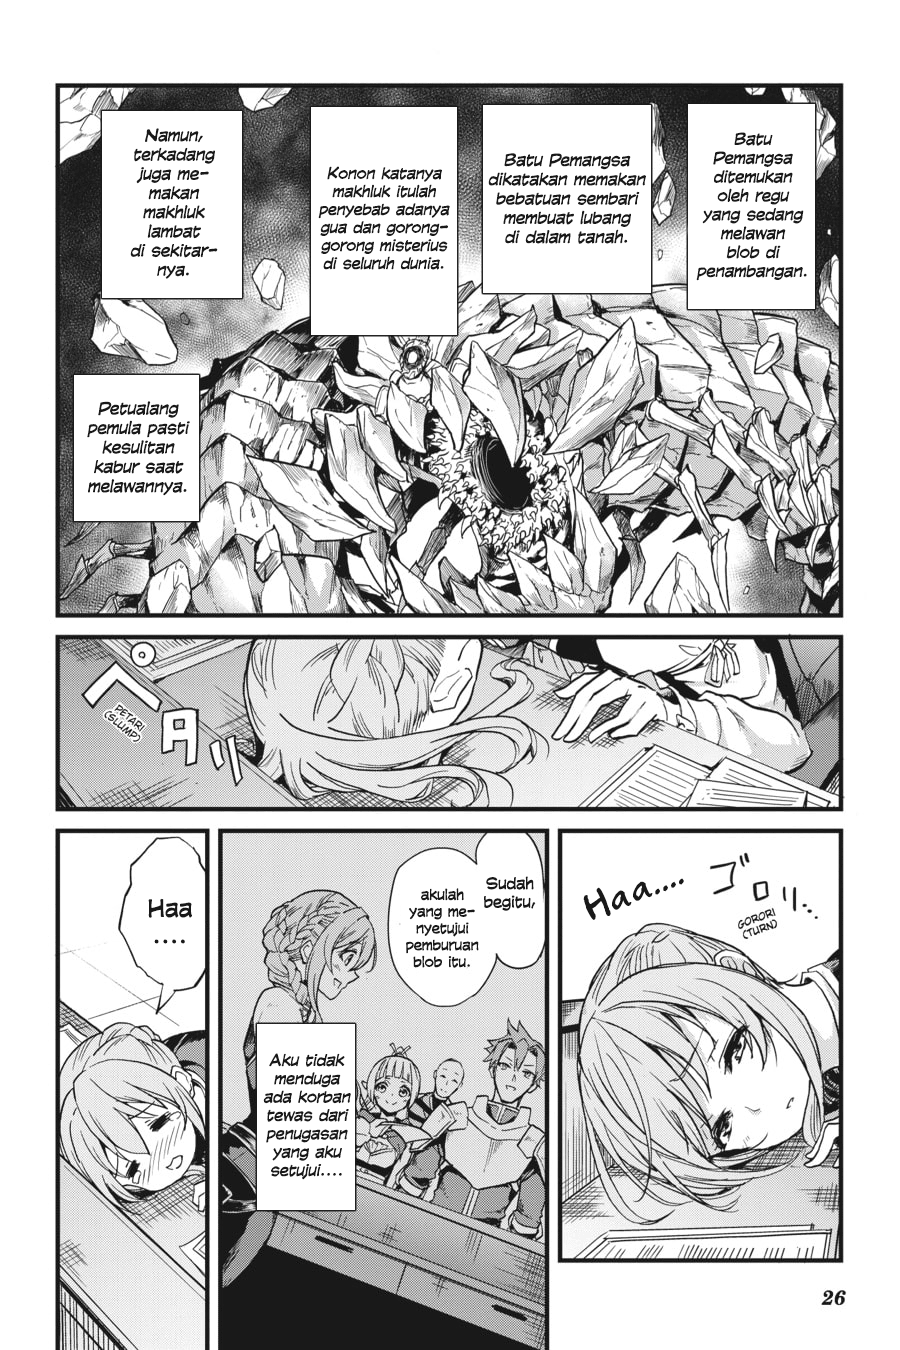 Batu
Pemangsa
ditemukan
oleh regu
yang sedang
melawan
blob di
penambangan.
Batu Pemangsa
dikatakan memakan
bebatuan sembari
membuat lubang
di dalam tanah.
Konon katanya
makhluk itulah
penyebab adanya
gua dan gorong-
gorong misterius
di seluruh dunia.
Namun,
terkadang
juga me-
makan
makhluk
lambat
di sekitar-
nya.
Petualang
pemula pasti
kesulitan
kabur saat
melawannya.
ペタリ
PETARI
(SLUMP)
Haa....
ゴロリ...
GORORI
(TURN)
Sudah
begitu,
akulah
yang me-
nyetujui
pemburuan
blob itu.
Aku tidak
menduga
ada korban
tewas dari
penugasan
yang aku
setujui....
Haa
....
26